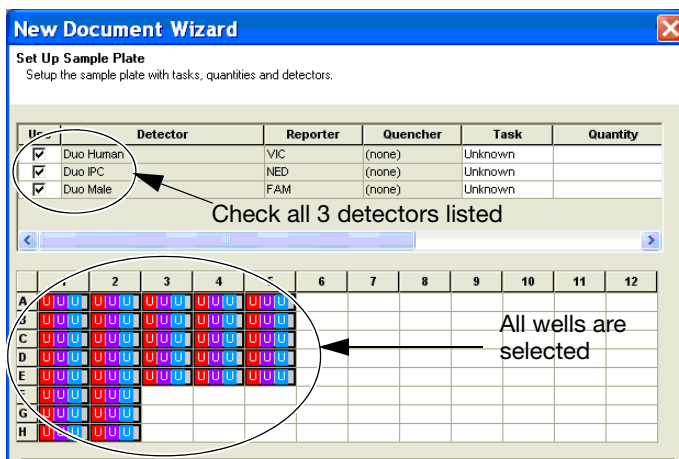 New Document Wizard
Set Up Sample Plate
Setup the sample plate with tasks, quantities and detectors.
Detector Reporter Quencher Task Quantity
Duo Human VIC (none) Unknown
Duo IPC NED (none) Unknown
Duo Male FAM (none) Unknown
Check all 3 detectors listed
2 3 4 6 7 8 9 10 11 12
A U U U U U U U U U U U U U U U
U U U U U U U U U U U U U U U
C U U U U U U U U U U U U U U U
D U U U U U U U U U U U U U U U
E U U U U U U U U U U U U U U U
U U U U U U
G U U U U U U
H U U U U U U
All wells are
selected